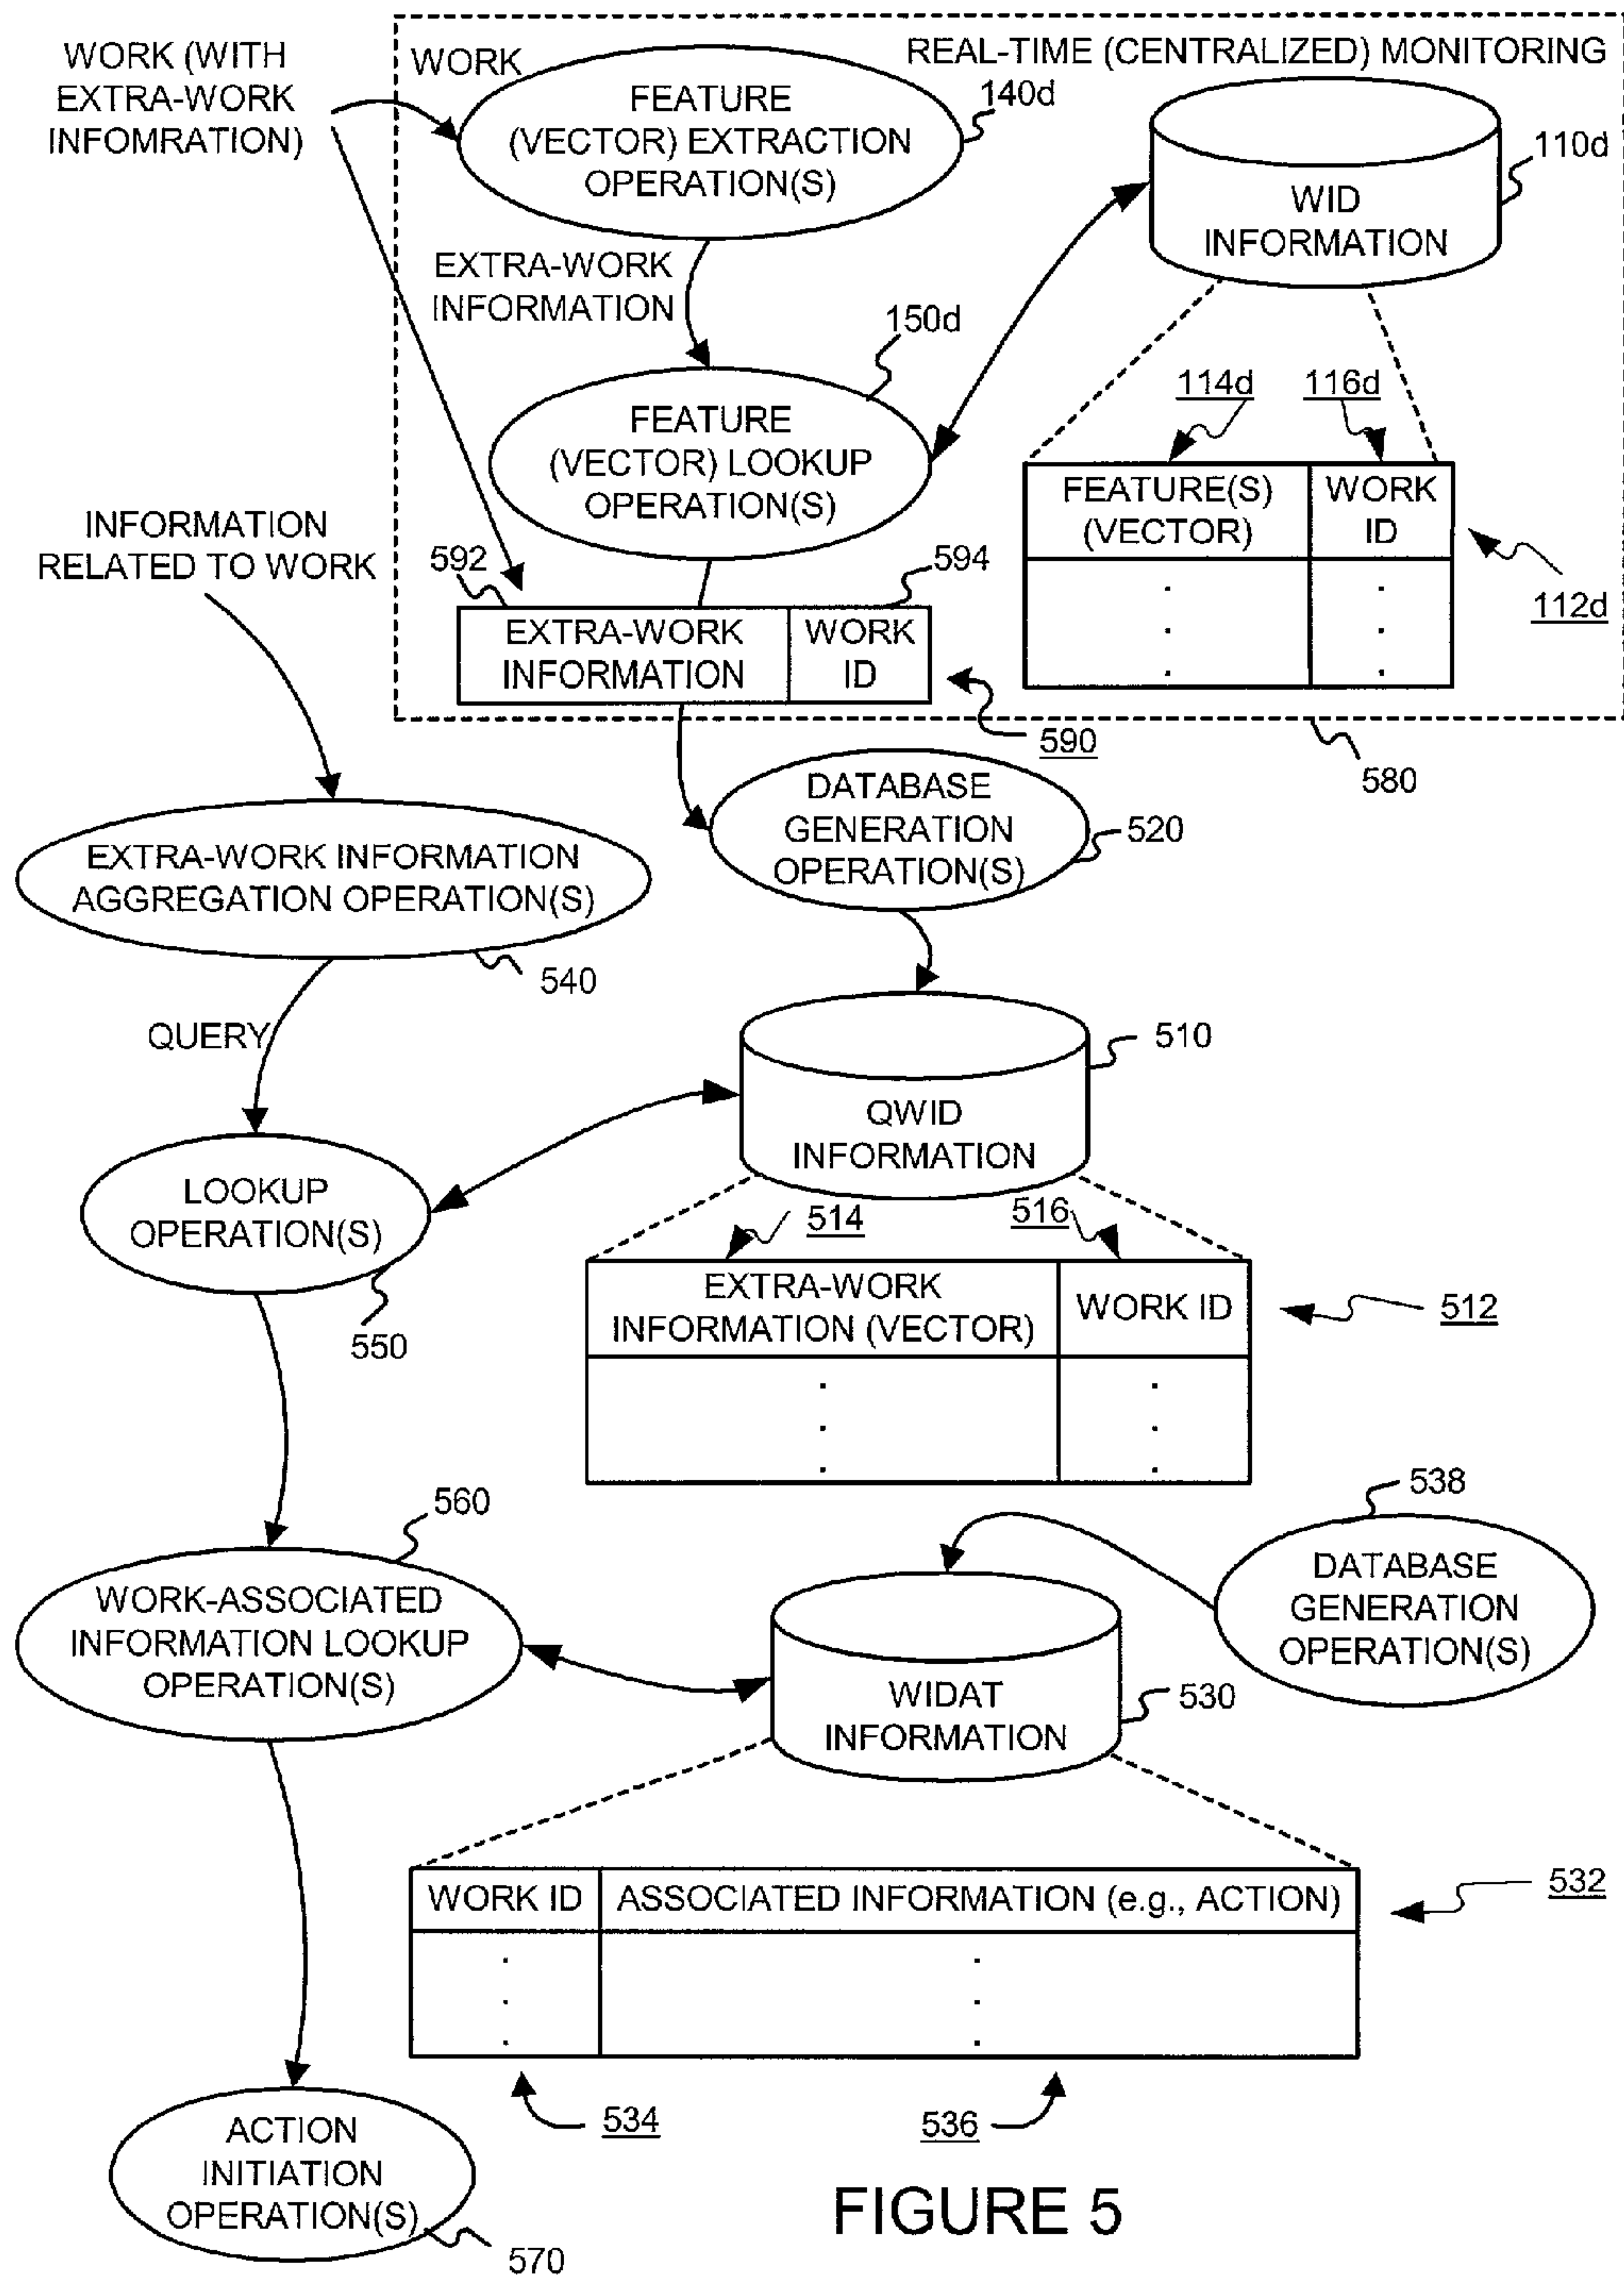 WORK (WITH
EXTRA-WORK
INFOMRATION)
WORK
REAL-TIME (CENTRALIZED) MONITORING
FEATURE
(VECTOR) EXTRACTION
OPERATION(S)
140d
WID
INFORMATION
110d
EXTRA-WORK
INFORMATION
150d
FEATURE
(VECTOR) LOOKUP
OPERATION(S)
114d
116d
FEATURE(S)
(VECTOR)
WORK
ID
112d
INFORMATION
RELATED TO WORK
592
594
EXTRA-WORK
INFORMATION
WORK
ID
590
580
DATABASE
GENERATION
OPERATION(S)
520
EXTRA-WORK INFORMATION
AGGREGATION OPERATION(S)
540
QUERY
510
QWID
INFORMATION
LOOKUP
OPERATION(S)
550
514
516
EXTRA-WORK
INFORMATION (VECTOR)
WORK ID
512
538
DATABASE
GENERATION
OPERATION(S)
560
WORK-ASSOCIATED
INFORMATION LOOKUP
OPERATION(S)
WIDAT
INFORMATION
530
WORK ID
ASSOCIATED INFORMATION (e.g., ACTION)
532
534
536
ACTION
INITIATION
OPERATION(S)
570
FIGURE 5